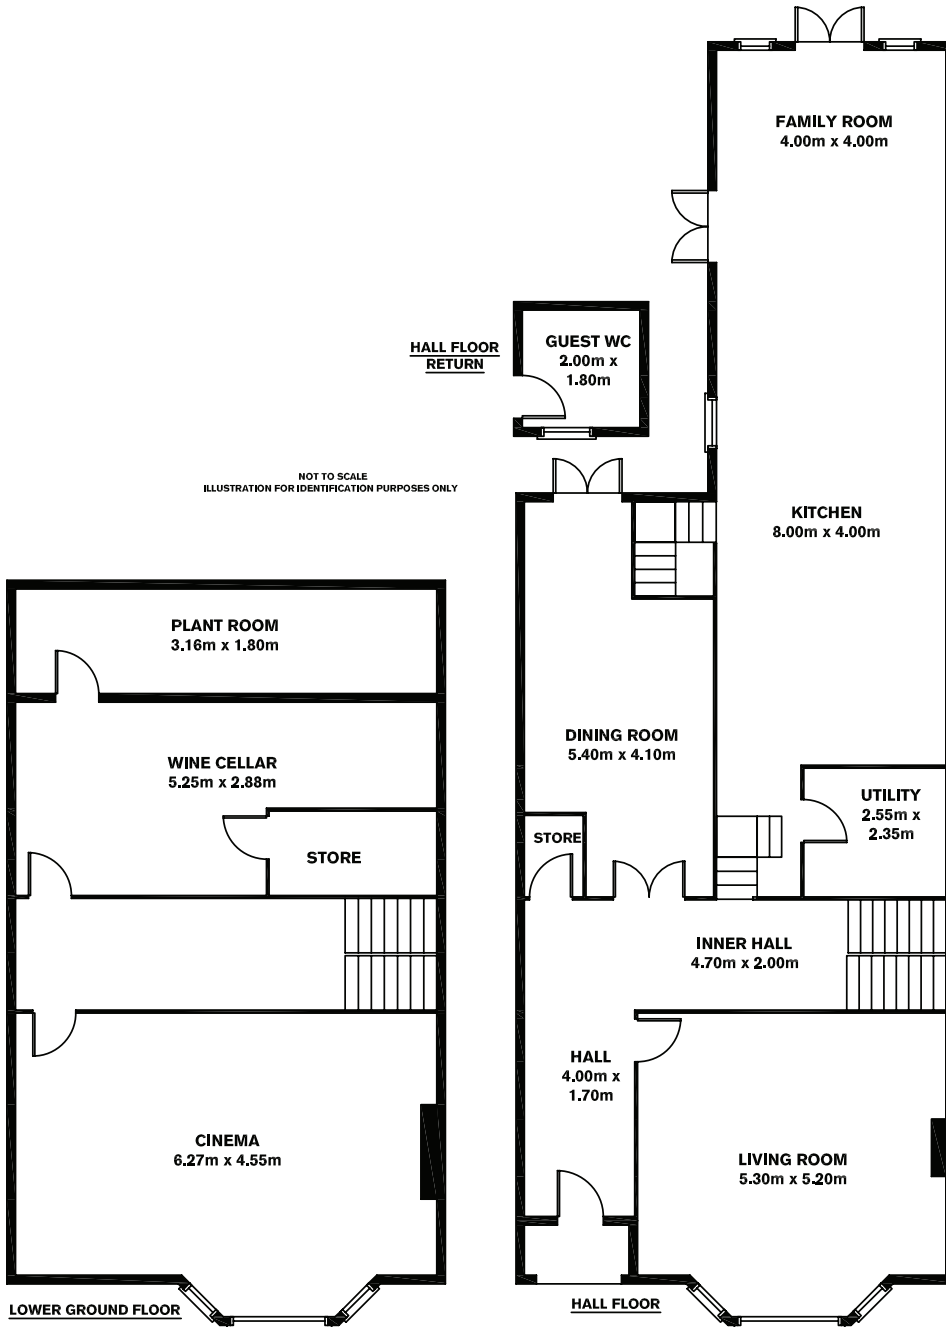 FAMILY ROOM
4.00m x 4.00m
HALL FLOOR
RETURN
GUEST WC
2.00m x
1.80m
NOT TO SCALE
ILLUSTRATION FOR IDENTIFICATION PURPOSES ONLY
KITCHEN
8.00m x 4.00m
PLANT ROOM
3.16m x 1.80m
DINING ROOM
5.40m x 4.10m
WINE CELLAR
5.25m x 2.88m
UTILITY
2.55m x
2.35m
STORE
STORE
INNER HALL
4.70m x 2.00m
HALL
4.00m x
1.70m
CINEMA
6.27m x 4.55m
LIVING ROOM
5.30m x 5.20m
LOWER GROUND FLOOR
HALL FLOOR